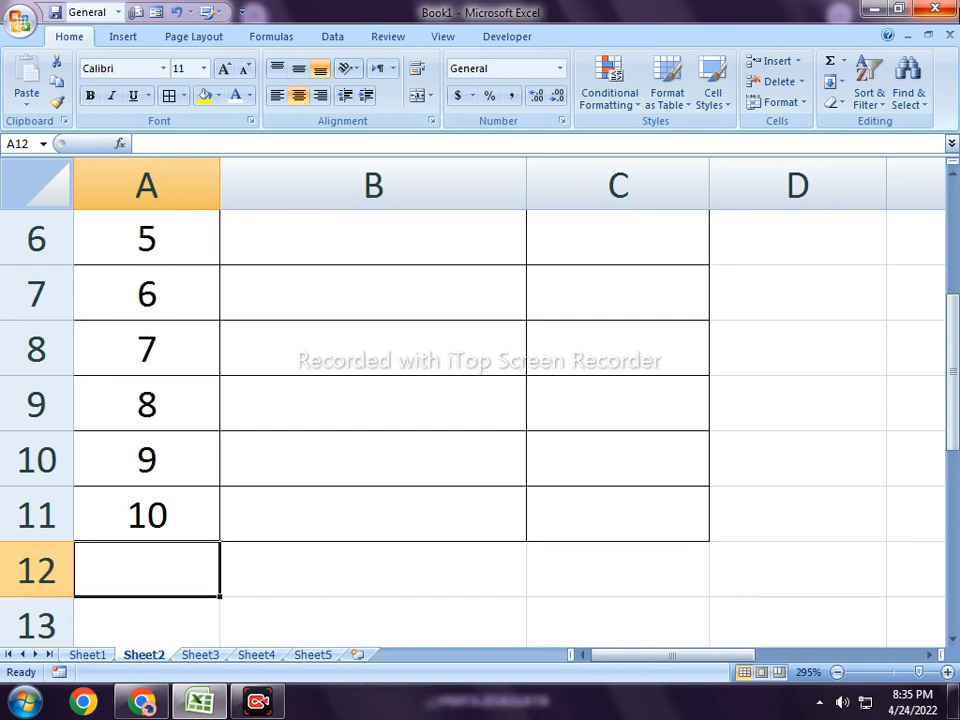 General
Book1 - Microsoft Excel
Home Insert Page Layout Formulas Data Review View Developer
Paste
Clipboard
Calibri 11
B I U
Font
Alignment
General
$ % ,
Number
Conditional Formatting
Format as Table
Cell Styles
Styles
Insert
Delete
Format
Cells
Sort & Filter
Find & Select
Editing
A12 fx
A B C D
6 5
7 6
8 7
Recorded with iTop Screen Recorder
9 8
10 9
11 10
12
13
Sheet1 Sheet2 Sheet3 Sheet4 Sheet5
Ready 295%
8:35 PM
4/24/2022